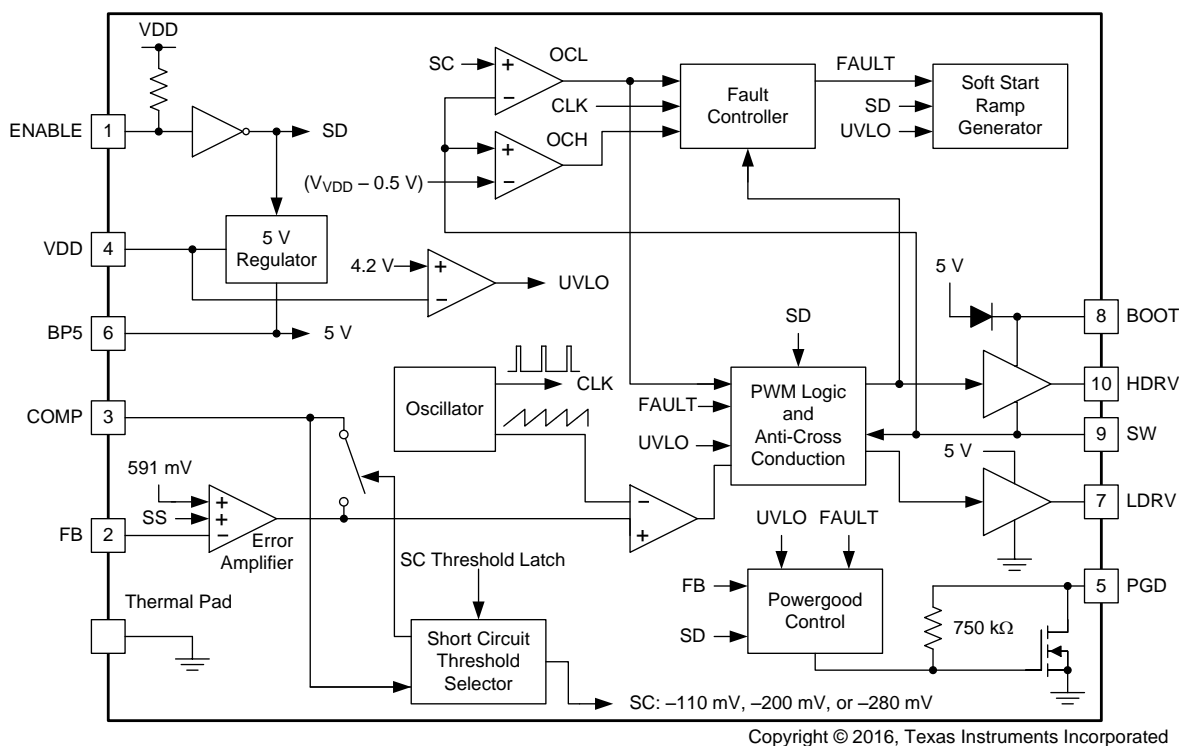 VDD
ENABLE
1
SD
SC
+
−
OCL
CLK
OCH
+
−
(VVDD – 0.5 V)
Fault
Controller
FAULT
SD
UVLO
Soft Start
Ramp
Generator
VDD
4
5 V
Regulator
4.2 V
+
−
UVLO
BP5
6
5 V
5 V
8
BOOT
SD
Oscillator
CLK
COMP
3
FAULT
UVLO
PWM Logic
and
Anti-Cross
Conduction
10
HDRV
9
SW
5 V
7
LDRV
591 mV
SS
+
+
−
FB
2
Error
Amplifier
−
+
UVLO
FAULT
SC Threshold Latch
FB
SD
Powergood
Control
750 kΩ
5
PGD
Thermal Pad
Short Circuit
Threshold
Selector
SC: –110 mV, –200 mV, or –280 mV
Copyright © 2016, Texas Instruments Incorporated